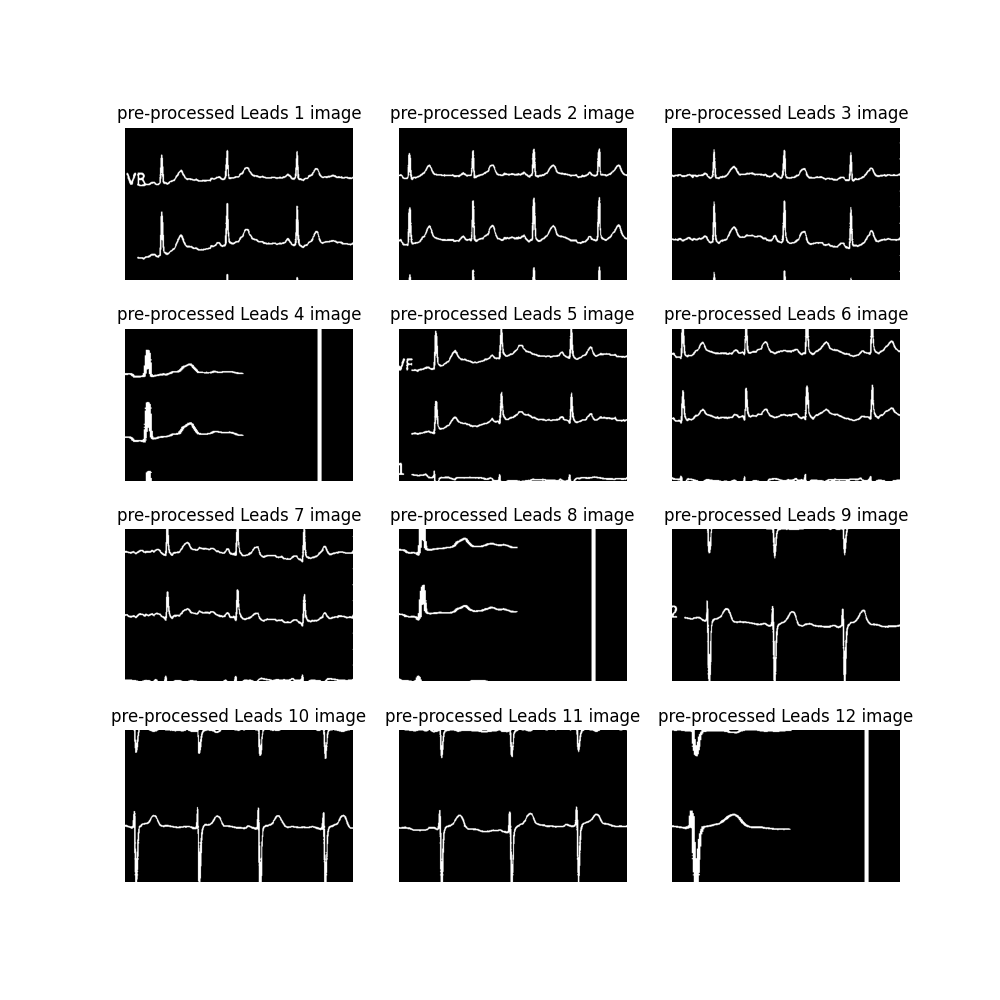 pre-processed Leads 1 image
pre-processed Leads 2 image
pre-processed Leads 3 image
VR
pre-processed Leads 4 image
pre-processed Leads 5 image
pre-processed Leads 6 image
VF
1
pre-processed Leads 7 image
pre-processed Leads 8 image
pre-processed Leads 9 image
2
pre-processed Leads 10 image
pre-processed Leads 11 image
pre-processed Leads 12 image